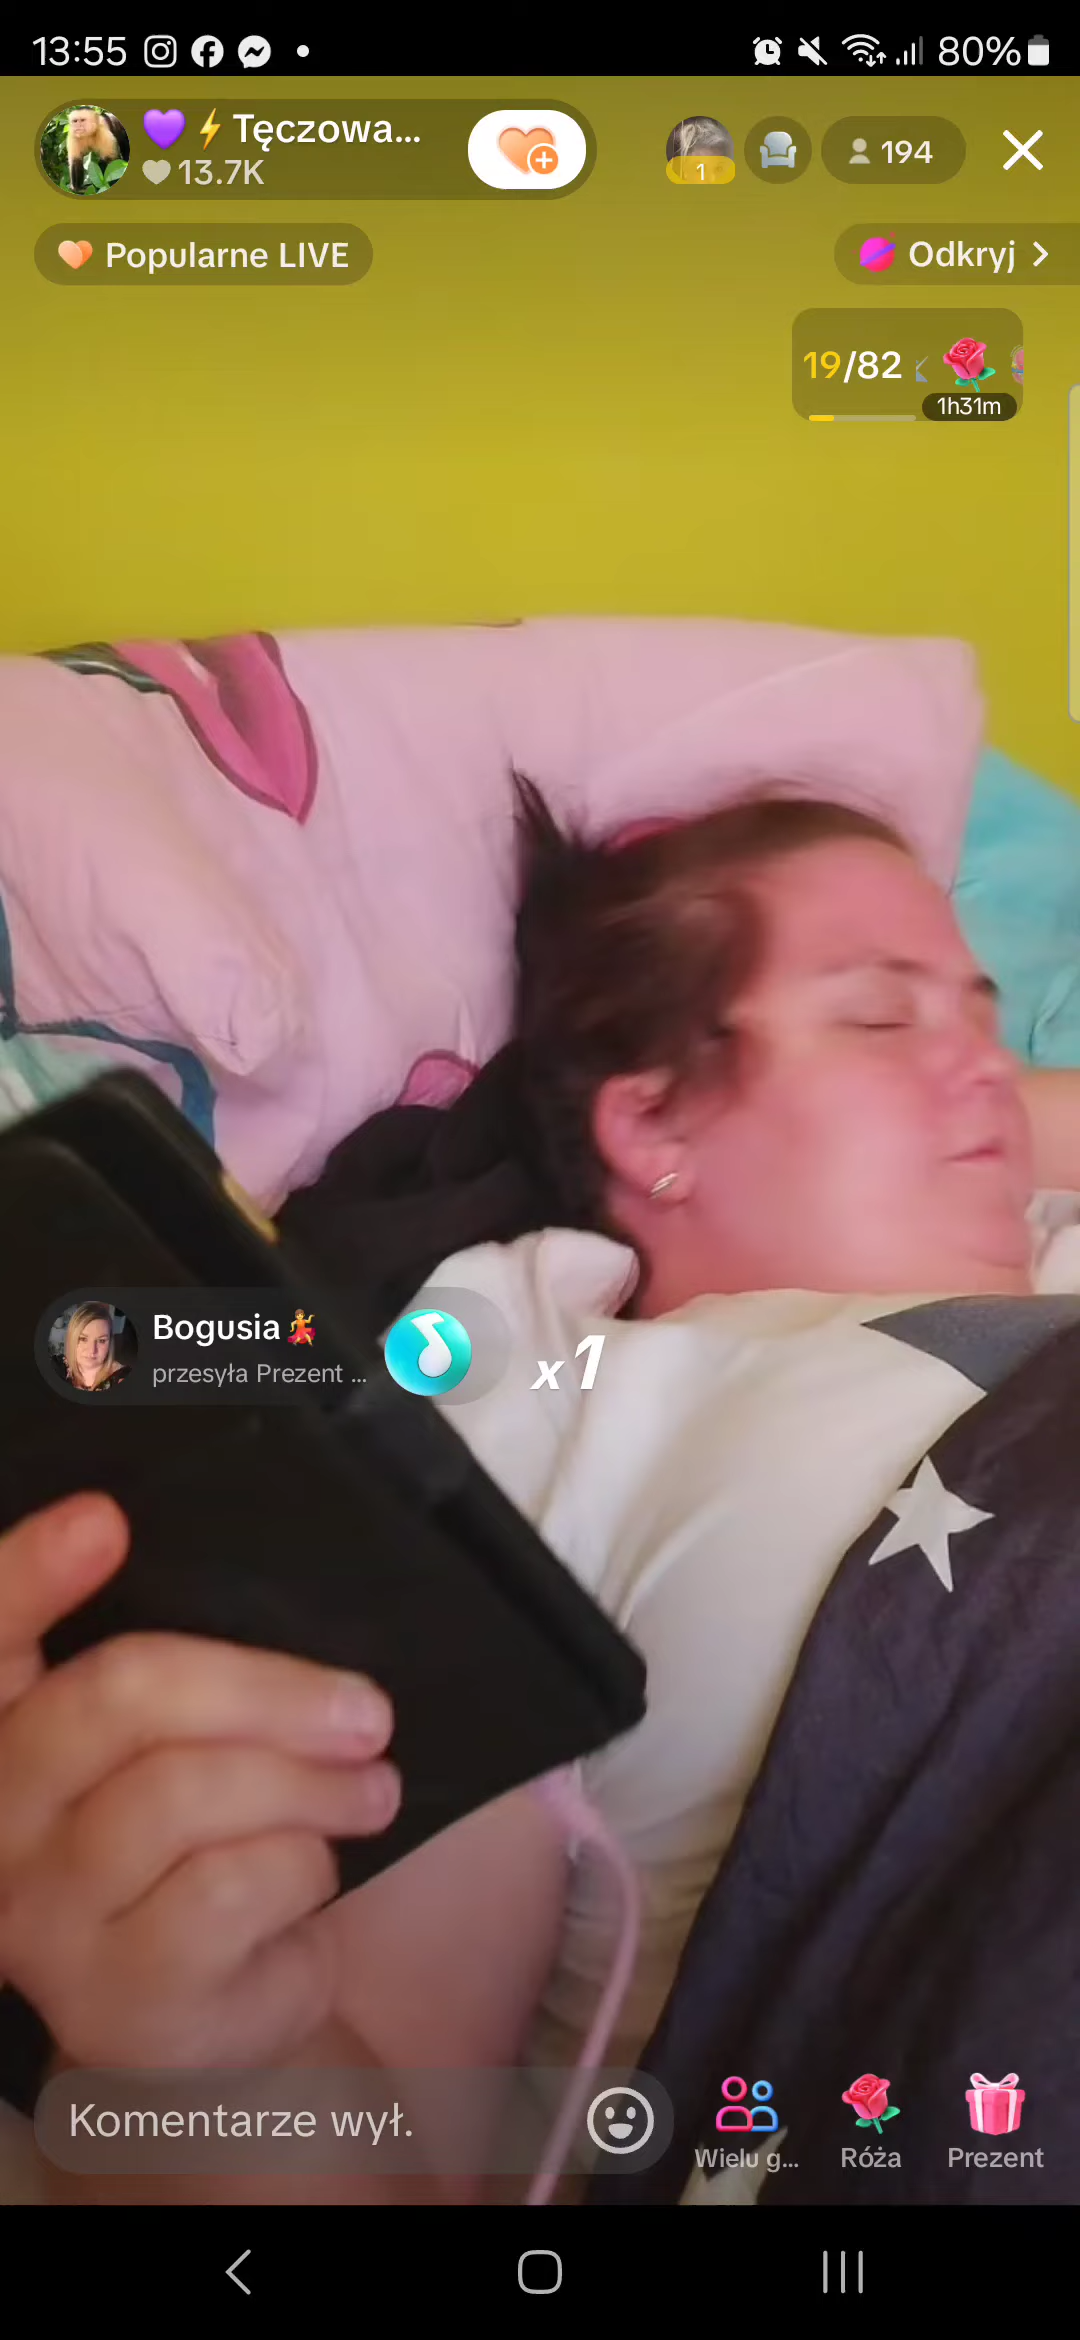 13:55
80%
💜⚡Tęczowa...
13.7K
1
194
Popularne LIVE
Odkryj >
19/82
1h31m
Bogusia💃
przesyła Prezent ...
x1
Komentarze wył.
Wielu g...
Róża
Prezent